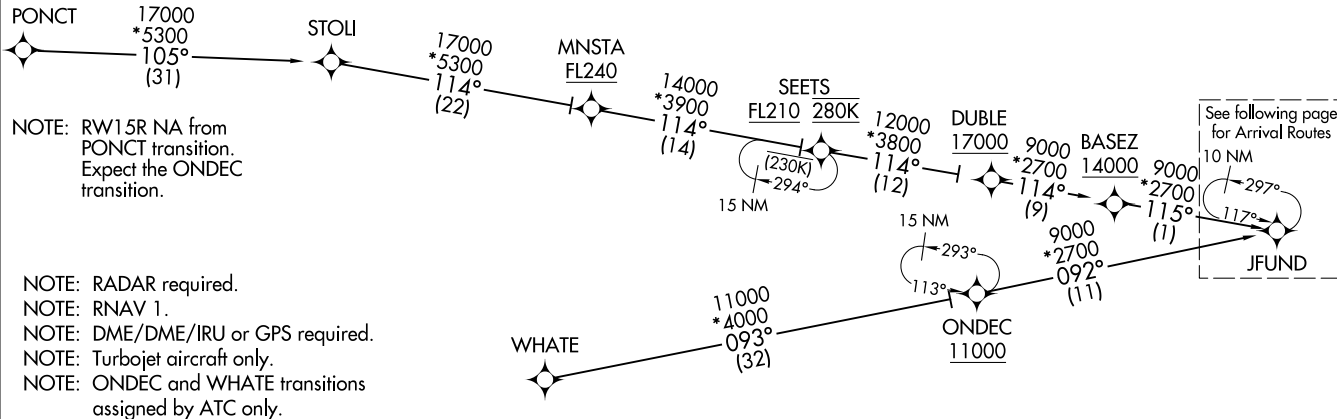 PONCT
17000
*5300
105°
(31)
STOLI
17000
*5300
114°
(22)
MNSTA
FL240
14000
*3900
114°
(14)
SEETS
FL210 280K
(230K)
294°
15 NM
12000
*3800
114°
(12)
DUBLE
17000
9000
*2700
114°
(9)
BASEZ
14000
9000
*2700
115°
(1)
See following page
for Arrival Routes
10 NM
297°
117°
JFUND
NOTE: RW15R NA from
PONCT transition.
Expect the ONDEC
transition.
15 NM
293°
113°
ONDEC
11000
9000
*2700
092°
(11)
WHATE
11000
*4000
093°
(32)
NOTE: RADAR required.
NOTE: RNAV 1.
NOTE: DME/DME/IRU or GPS required.
NOTE: Turbojet aircraft only.
NOTE: ONDEC and WHATE transitions
assigned by ATC only.